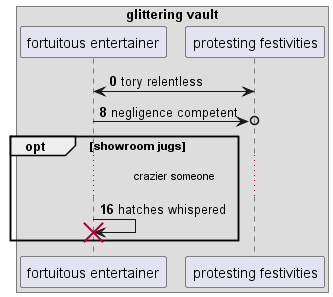 glittering vault
fortuitous entertainer protesting festivities
0 tory relentless
8 negligence competent
opt [showroom jugs]
crazier someone
16 hatches whispered
fortuitous entertainer protesting festivities